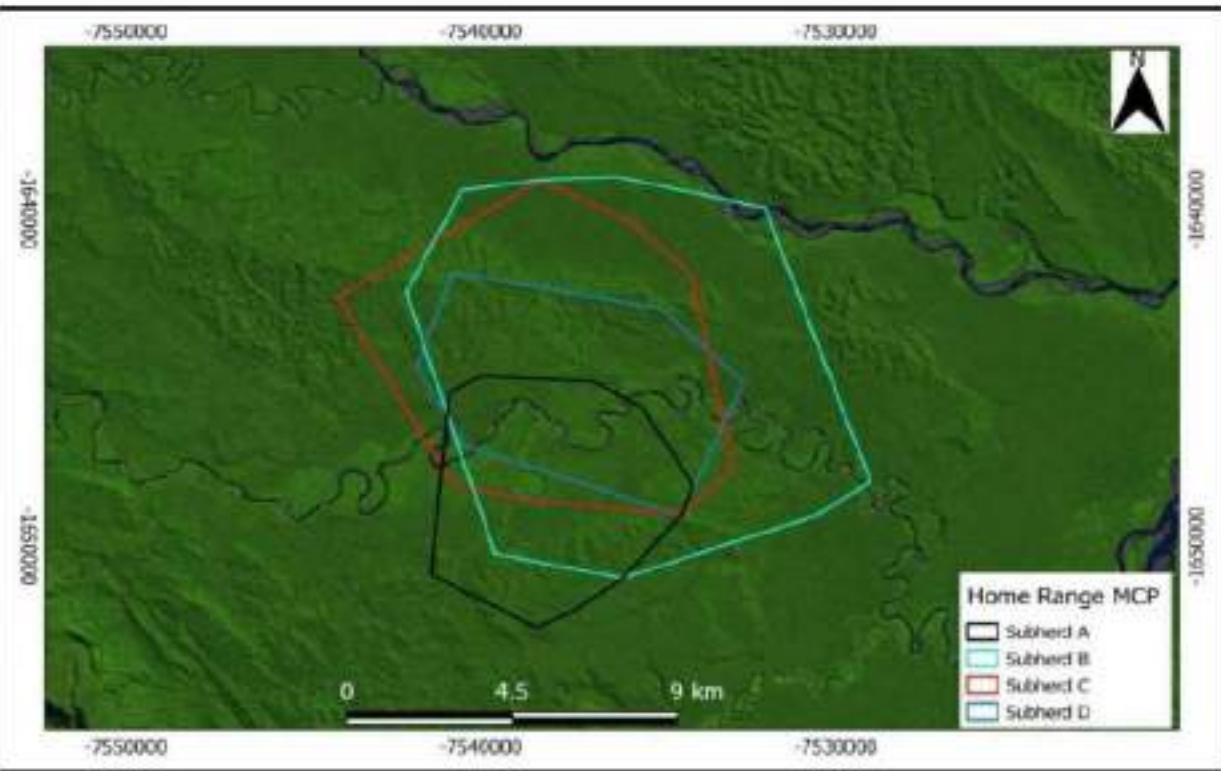 -7550000 -7540000 -7530000
N
-1640000 -1640000
-1650000 -1650000
Home Range MCP
Subherd A
Subherd B
Subherd C
Subherd D
0 4.5 9 km
-7550000 -7540000 -7530000